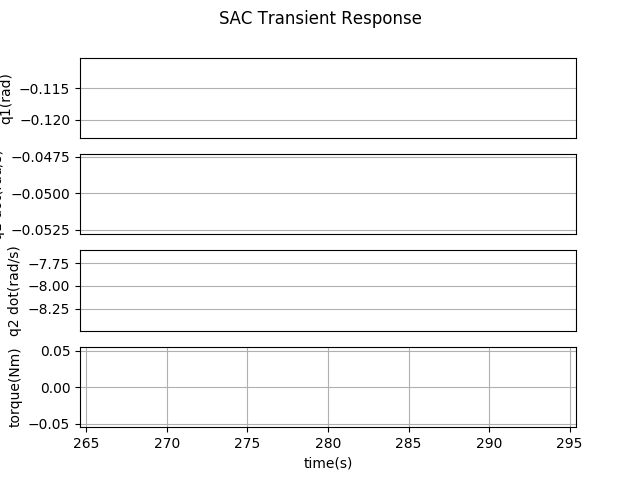 SAC Transient Response
q1(rad)
−0.115
−0.120
−0.0475
−0.0500
−0.0525
q2 dot(rad/s)
−7.75
−8.00
−8.25
torque(Nm)
0.05
0.00
−0.05
265 270 275 280 285 290 295
time(s)